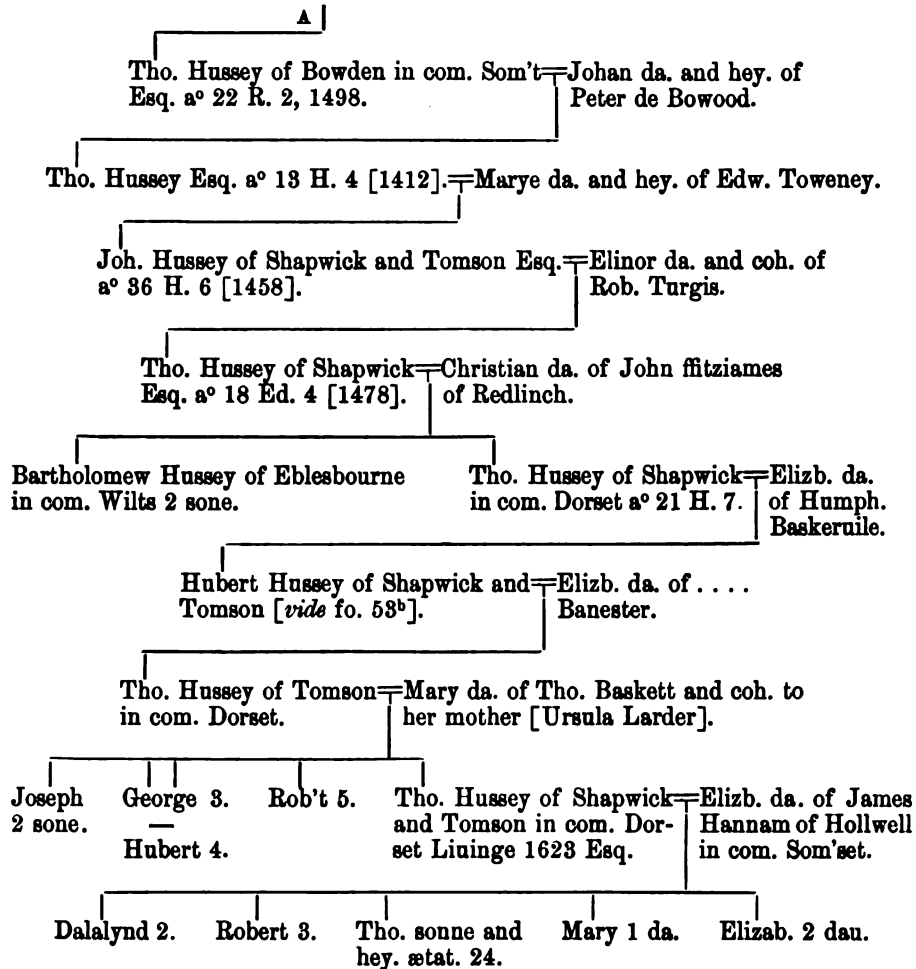 A
Tho. Hussey of Bowden in com. Som't=Johan da. and hey. of
Esq. aº 22 R. 2, 1498. Peter de Bowood.
Tho. Hussey Esq. aº 13 H. 4 [1412].=Marye da. and hey. of Edw. Toweney.
Joh. Hussey of Shapwick and Tomson Esq.=Elinor da. and coh. of
aº 36 H. 6 [1458]. Rob. Turgis.
Tho. Hussey of Shapwick=Christian da. of John ffitziames
Esq. aº 18 Ed. 4 [1478]. of Redlinch.
Bartholomew Hussey of Eblesbourne
in com. Wilts 2 sone.
Tho. Hussey of Shapwick=Elizb. da.
in com. Dorset aº 21 H. 7. of Humph.
Baskeruile.
Hubert Hussey of Shapwick and=Elizb. da. of . . . .
Tomson [vide fo. 53ᵇ]. Banester.
Tho. Hussey of Tomson=Mary da. of Tho. Baskett and coh. to
in com. Dorset. her mother [Ursula Larder].
Joseph
2 sone.
George 3.
—
Hubert 4.
Rob't 5.
Tho. Hussey of Shapwick=Elizb. da. of James
and Tomson in com. Dor- Hannam of Hollwell
set Liuinge 1623 Esq. in com. Som'set.
Dalalynd 2.
Robert 3.
Tho. sonne and
hey. ætat. 24.
Mary 1 da.
Elizab. 2 dau.